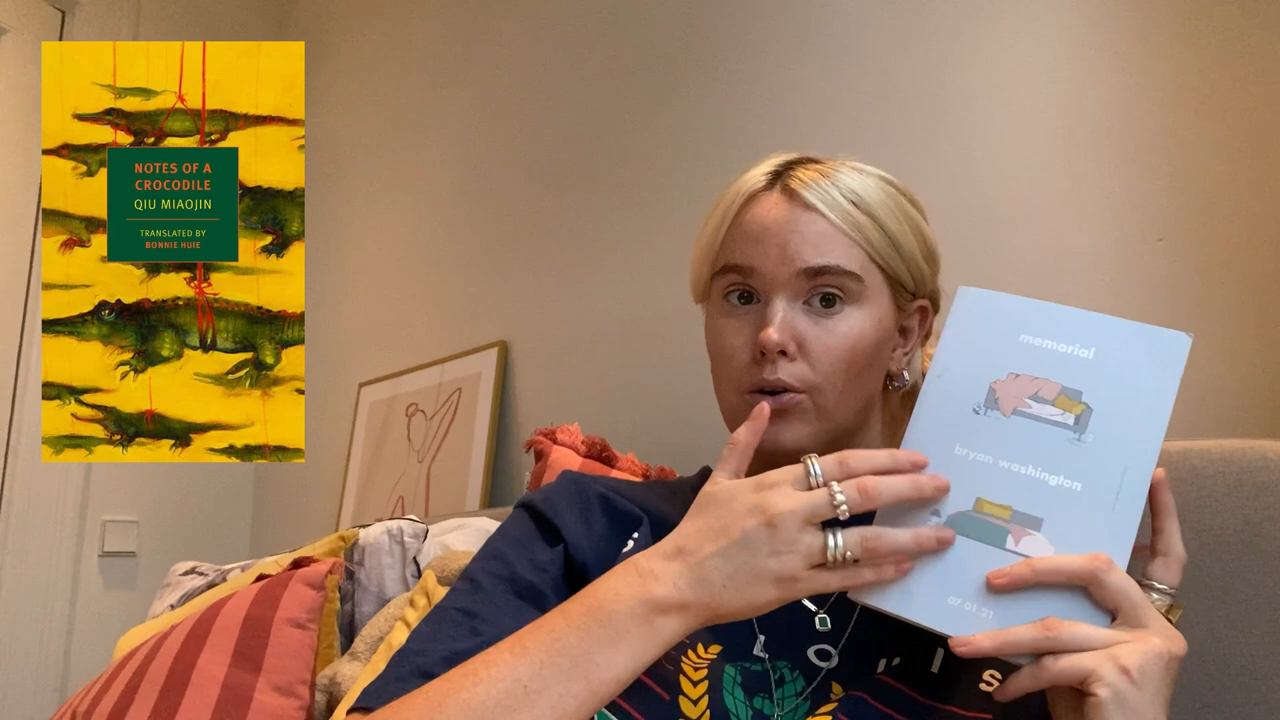 NOTES OF A
CROCODILE
QIU MIAOJIN
TRANSLATED BY
BONNIE HUIE
memorial
bryan washington
07.01.21